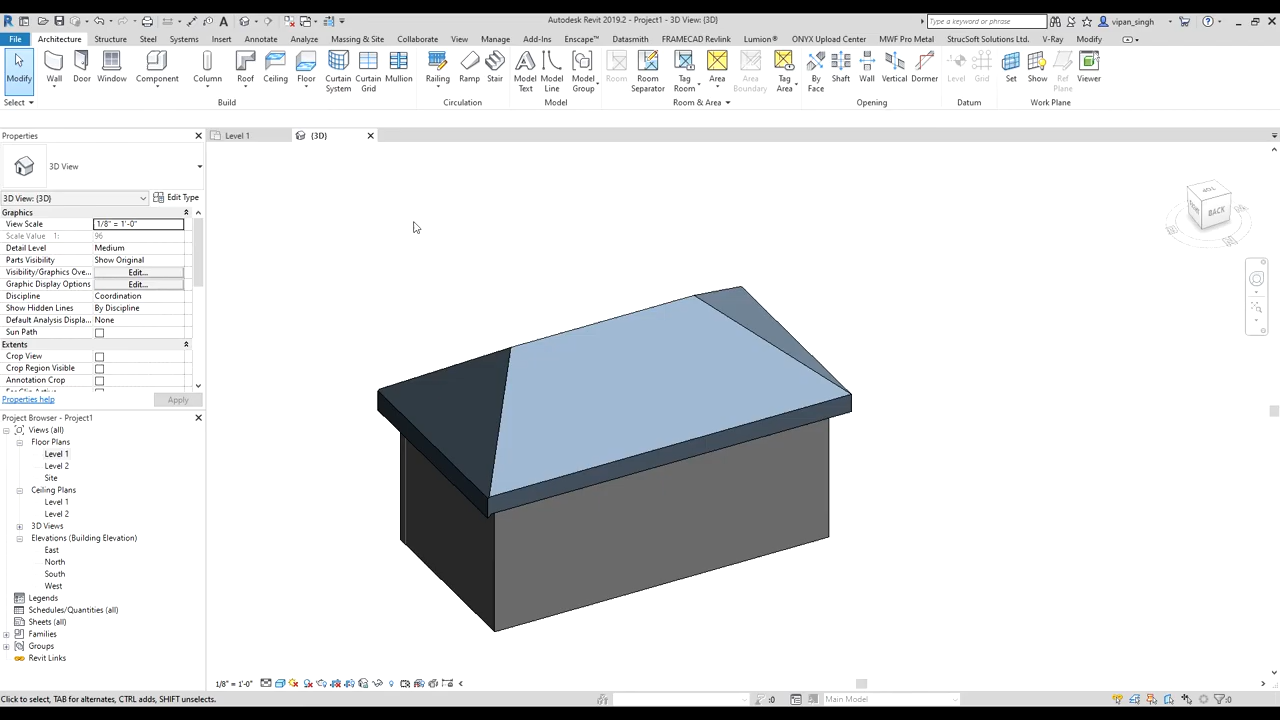 Autodesk Revit 2019.2 - Project1 - 3D View: {3D}
Type a keyword or phrase
vipan_singh
File Architecture Structure Steel Systems Insert Annotate Analyze Massing & Site Collaborate View Manage Add-Ins Enscape™ Datasmith FRAMECAD Revlink Lumion® ONYX Upload Center MWF Pro Metal StrucSoft Solutions Ltd. V-Ray Modify
Modify Wall Door Window Component Column Roof Ceiling Floor Curtain System Curtain Grid Mullion Railing Ramp Stair Model Text Model Line Model Group Room Room Separator Tag Room Area Area Boundary Tag Area By Face Shaft Wall Vertical Dormer Level Grid Set Show Ref Plane Viewer
Select Build Circulation Model Room & Area Opening Datum Work Plane
Properties
Level 1 {3D}
3D View
3D View: {3D} Edit Type
Graphics
View Scale 1/8" = 1'-0"
Scale Value 1: 96
Detail Level Medium
Parts Visibility Show Original
Visibility/Graphics Ove... Edit...
Graphic Display Options Edit...
Discipline Coordination
Show Hidden Lines By Discipline
Default Analysis Displa... None
Sun Path
Extents
Crop View
Crop Region Visible
Annotation Crop
Properties help Apply
Project Browser - Project1
Views (all)
Floor Plans
Level 1
Level 2
Site
Ceiling Plans
Level 1
Level 2
3D Views
Elevations (Building Elevation)
East
North
South
West
Legends
Schedules/Quantities (all)
Sheets (all)
Families
Groups
Revit Links
TOP
BACK
1/8" = 1'-0"
Click to select, TAB for alternates, CTRL adds, SHIFT unselects.
:0
Main Model
:0